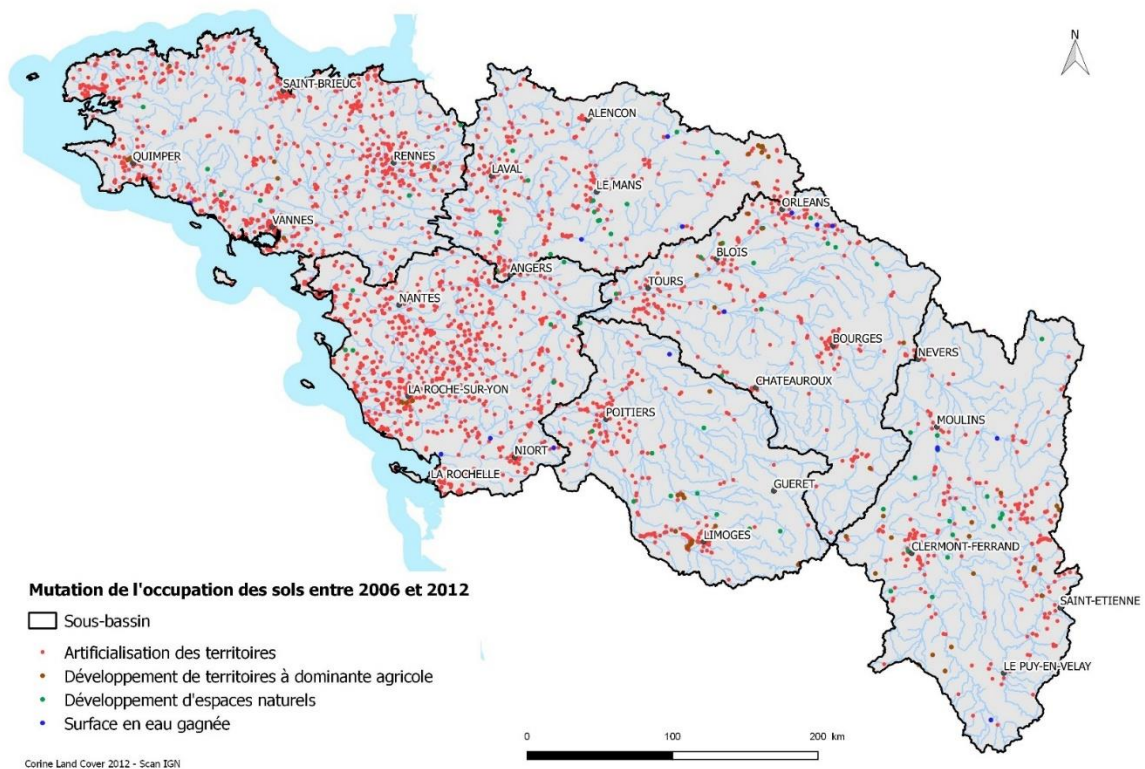 N
SAINT-BRIEUC
ALENCON
QUIMPER
RENNES
LAVAL
LE MANS
ORLEANS
VANNES
BLOIS
ANGERS
TOURS
NANTES
BOURGES
NEVERS
CHATEAUROUX
LA ROCHE-SUR-YON
POITIERS
MOULINS
NIORT
LA ROCHELLE
GUERET
LIMOGES
CLERMONT-FERRAND
SAINT-ETIENNE
LE PUY-EN-VELAY
Mutation de l'occupation des sols entre 2006 et 2012
Sous-bassin
Artificialisation des territoires
Développement de territoires à dominante agricole
Développement d'espaces naturels
Surface en eau gagnée
0 100 200 km
Corine Land Cover 2012 - Scan IGN